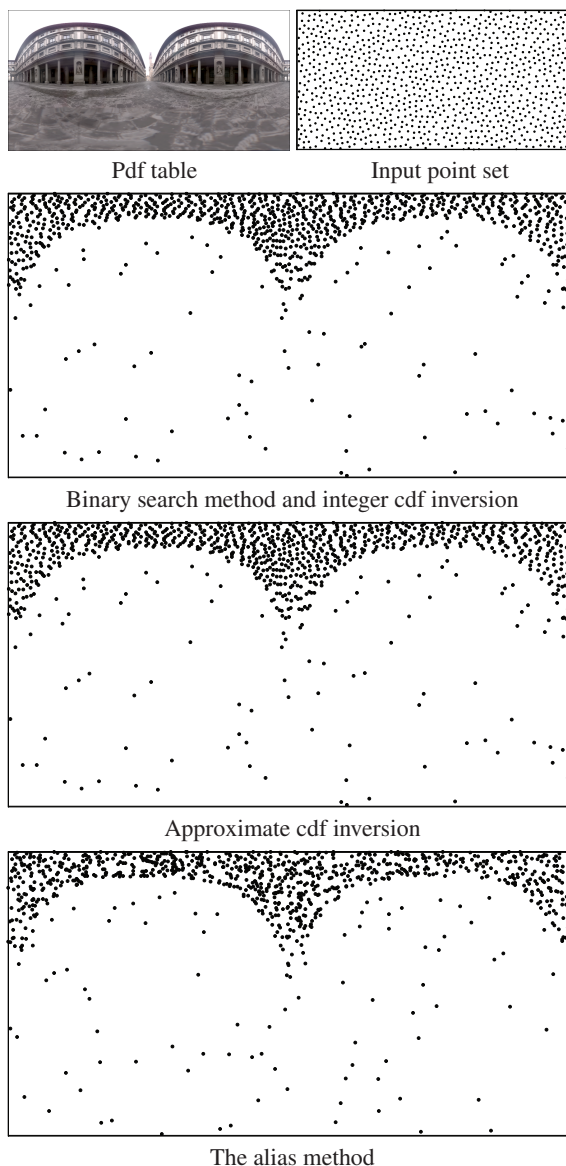 Pdf table
Input point set
Binary search method and integer cdf inversion
Approximate cdf inversion
The alias method